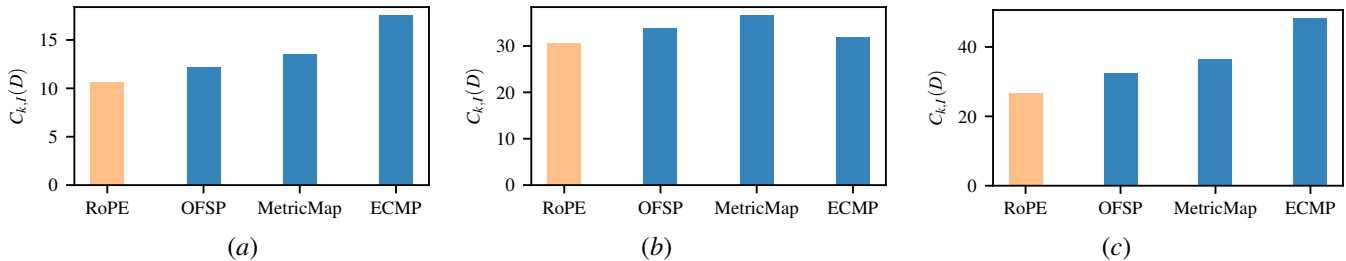 C_{k,I}(D)
15
10
5
0
RoPE OFSP MetricMap ECMP
(a)
C_{k,I}(D)
30
20
10
0
RoPE OFSP MetricMap ECMP
(b)
C_{k,I}(D)
40
20
0
RoPE OFSP MetricMap ECMP
(c)